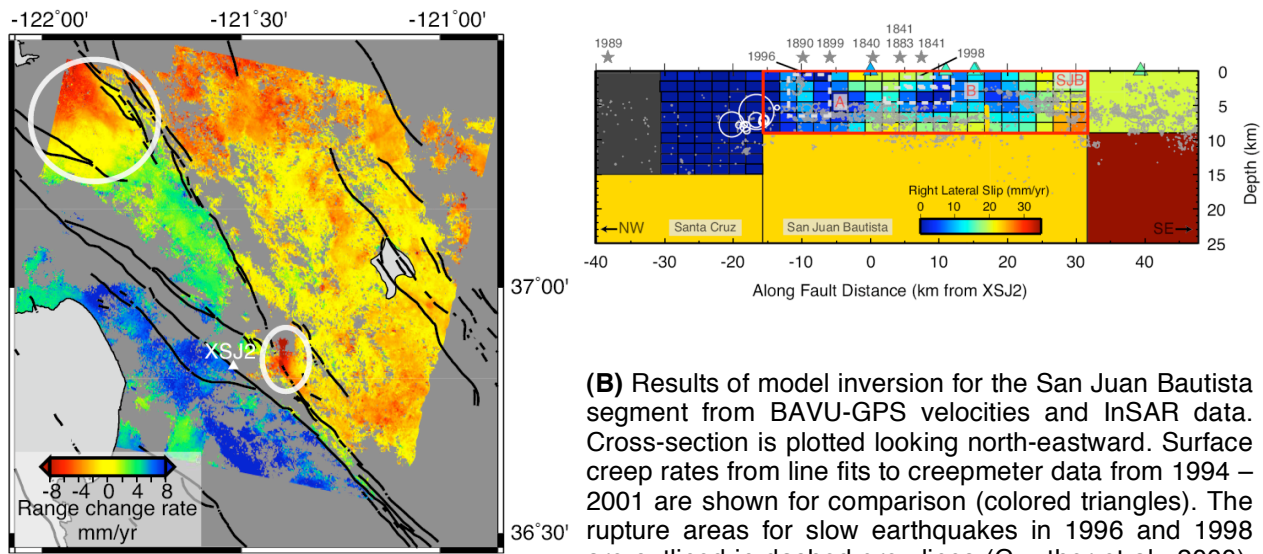 -122°00' -121°30' -121°00'
37°00'
36°30'
XSJ2
-8 -4 0 4 8
Range change rate
mm/yr
1841
1989 1890 1899 1840 1883 1841
1996 1998
A B SJB
0
5
10
15
20
25
Depth (km)
Right Lateral Slip (mm/yr)
0 10 20 30
←NW Santa Cruz San Juan Bautista SE→
-40 -30 -20 -10 0 10 20 30 40
Along Fault Distance (km from XSJ2)
(B) Results of model inversion for the San Juan Bautista
segment from BAVU-GPS velocities and InSAR data.
Cross-section is plotted looking north-eastward. Surface
creep rates from line fits to creepmeter data from 1994 –
2001 are shown for comparison (colored triangles). The
rupture areas for slow earthquakes in 1996 and 1998